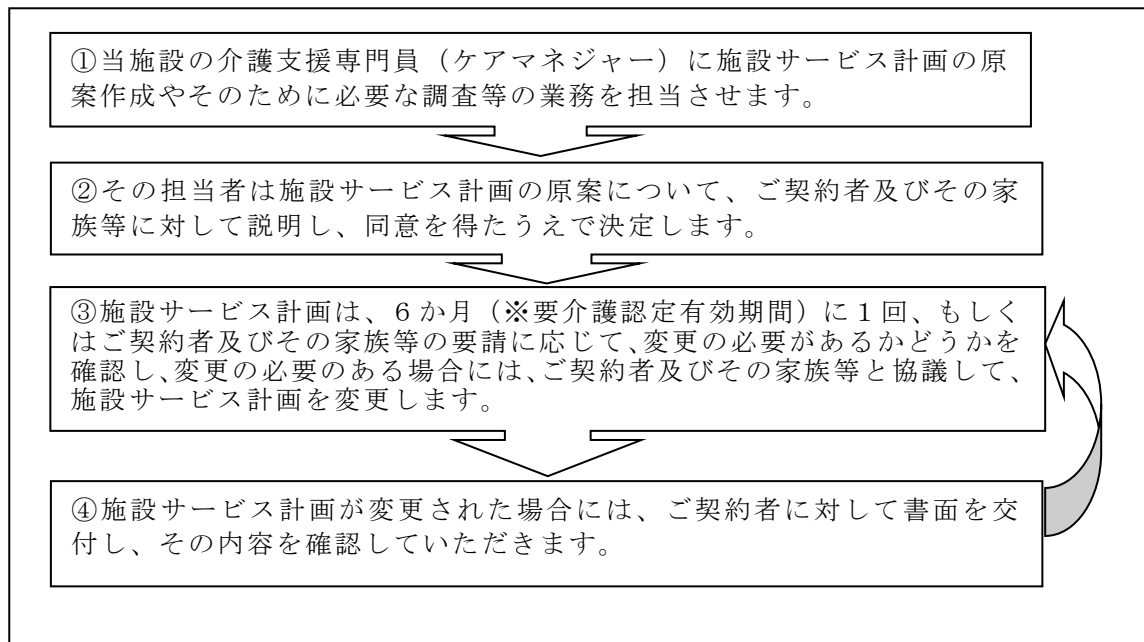 ①当施設の介護支援専門員（ケアマネジャー）に施設サービス計画の原
案作成やそのために必要な調査等の業務を担当させます。
②その担当者は施設サービス計画の原案について、ご契約者及びその家
族等に対して説明し、同意を得たうえで決定します。
③施設サービス計画は、６か月（※要介護認定有効期間）に１回、もしく
はご契約者及びその家族等の要請に応じて、変更の必要があるかどうかを
確認し、変更の必要のある場合には、ご契約者及びその家族等と協議して、
施設サービス計画を変更します。
④施設サービス計画が変更された場合には、ご契約者に対して書面を交
付し、その内容を確認していただきます。